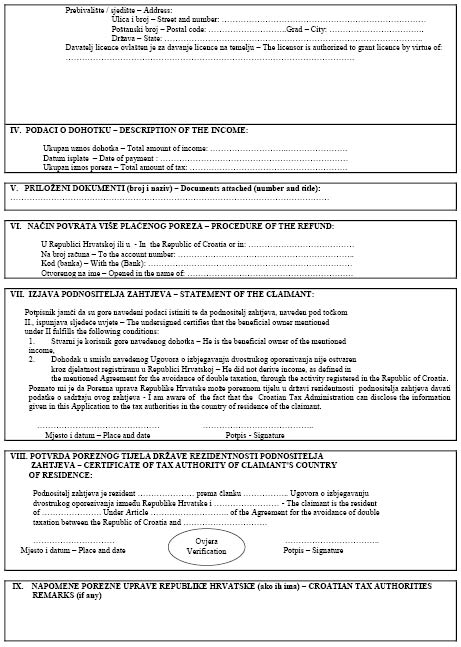 Prebivalište / sjedište – Address:
Ulica i broj – Street and number: ……………………………………………………………………
Poštanski broj – Postal code: …………………………Grad – City: ………………………………
Država – State: ………………………………………………………………………………………
Davatelj licence ovlašten je za davanje licence na temelju – The licensor is authorized to grant licence by virtue of:
…………………………………………………………………………………………………
IV. PODACI O DOHOTKU – DESCRIPTION OF THE INCOME:
Ukupan iznos dohotka – Total amount of income: ……………………………………………
Datum isplate – Date of payment : ………………………………………………………………
Ukupan iznos poreza – Total amount of tax: ……………………………………………………
V. PRILOŽENI DOKUMENTI (broj i naziv) – Documents attached (number and title):
……………………………………………………………………………………………………………
VI. NAČIN POVRATA VIŠE PLAĆENOG POREZA – PROCEDURE OF THE REFUND:
U Republici Hrvatskoj ili u - In the Republic of Croatia or in: …………………………………
Na broj računa – To the account number: …………………………………………………………
Kod (banka) – With the (Bank): ……………………………………………………………………
Otvorenog na ime – Opened in the name of: ………………………………………………………
VII. IZJAVA PODNOSITELJA ZAHTJEVA – STATEMENT OF THE CLAIMANT:
Potpisnik jamči da su gore navedeni podaci istiniti te da podnositelj zahtjeva, naveden pod točkom
II., ispunjava sljedeće uvjete – The undersigned certifies that the beneficial owner mentioned
under II fulfills the following conditions:
1. Stvarni je korisnik gore navedenog dohotka – He is the beneficial owner of the mentioned
income,
2. Dohodak u smislu navedenog Ugovora o izbjegavanju dvostrukog oporezivanja nije ostvaren
kroz djelatnost registriranu u Republici Hrvatskoj – He did not derive income, as defined in
the mentioned Agreement for the avoidance of double taxation, through the activity registered in the Republic of Croatia.
Poznato mi je da Porezna uprava Republike Hrvatske može poreznom tijelu u državi rezidentnosti podnositelja zahtjeva davati
podatke o sadržaju ovog zahtjeva - I am aware of the fact that the Croatian Tax Administration can disclose the information
given in this Application to the tax authorities in the country of residence of the claimant.
……………………………………… ……………………………………
Mjesto i datum – Place and date Potpis - Signature
VIII. POTVRDA POREZNOG TIJELA DRŽAVE REZIDENTNOSTI PODNOSITELJA
ZAHTJEVA – CERTIFICATE OF TAX AUTHORITY OF CLAIMANT'S COUNTRY
OF RESIDENCE:
Podnositelj zahtjeva je rezident ………………… prema članku ……………… Ugovora o izbjegavanju
dvostrukog oporezivanja između Republike Hrvatske i …………………… - The claimant is the resident
of …………………. Under Article ………………………… of the Agreement for the avoidance of double
taxation between the Republic of Croatia and …………………………
………………………… ………………………………
Ovjera
Mjesto i datum – Place and date Verification Potpis – Signature
IX. NAPOMENE POREZNE UPRAVE REPUBLIKE HRVATSKE (ako ih ima) – CROATIAN TAX AUTHORITIES
REMARKS (if any)